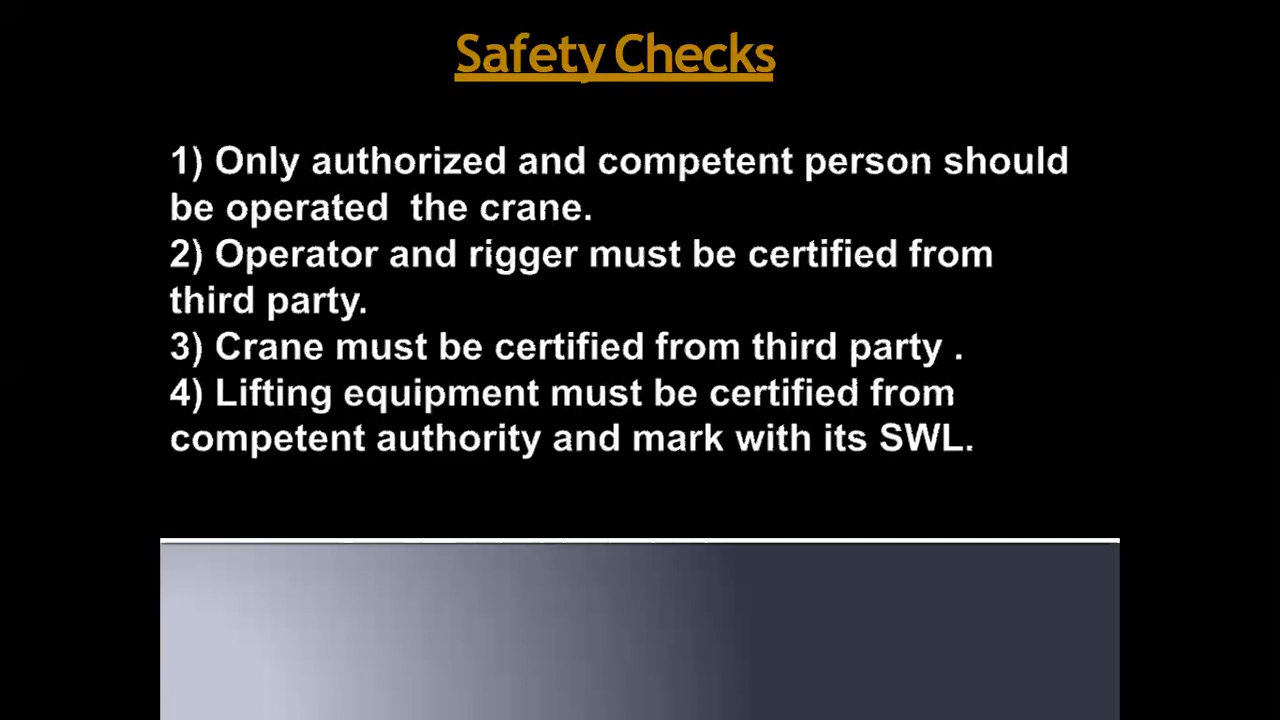 Safety Checks
1) Only authorized and competent person should
be operated the crane.
2) Operator and rigger must be certified from
third party.
3) Crane must be certified from third party .
4) Lifting equipment must be certified from
competent authority and mark with its SWL.